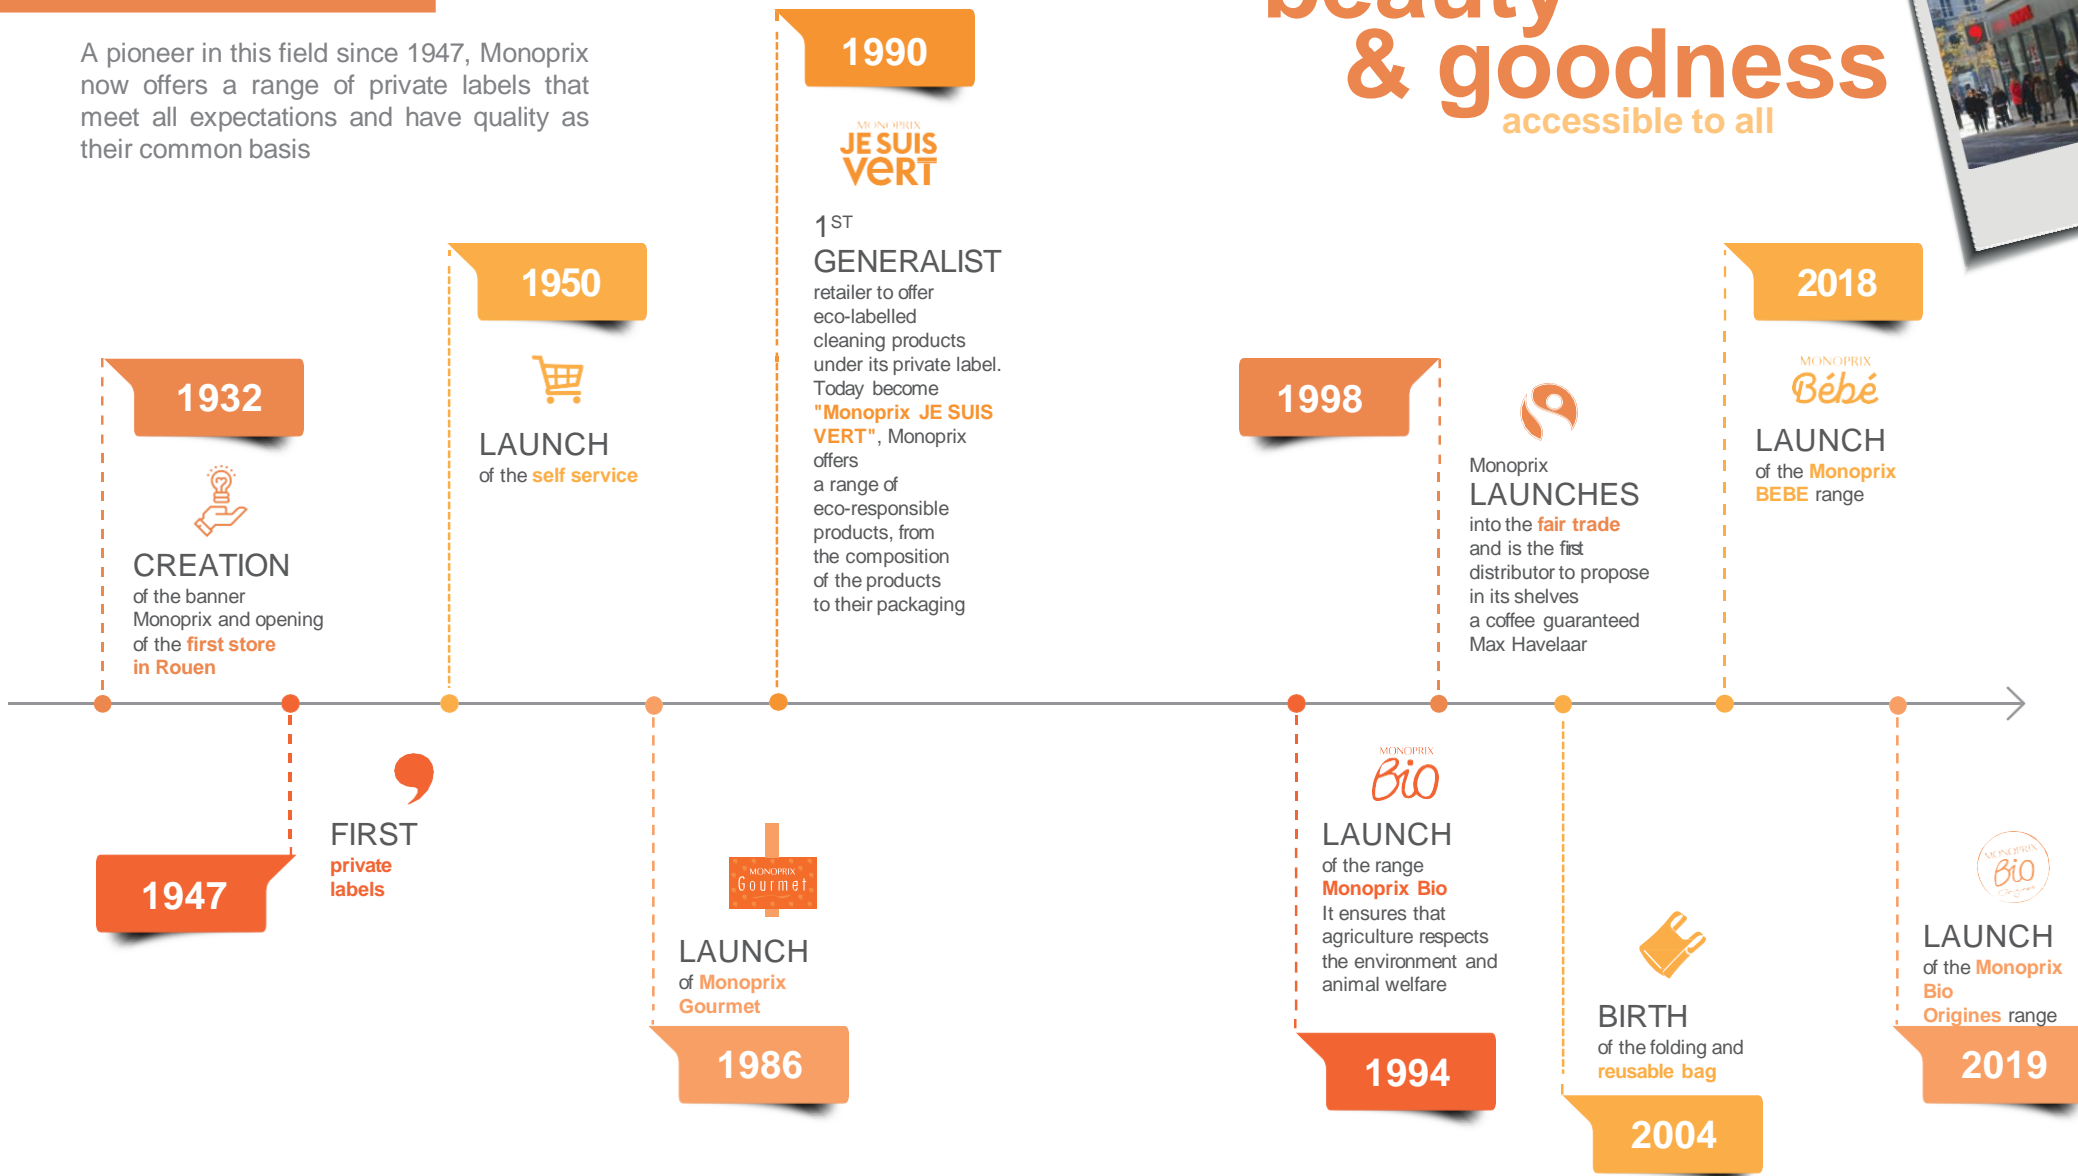 beauty
& goodness
accessible to all
A pioneer in this field since 1947, Monoprix
now offers a range of private labels that
meet all expectations and have quality as
their common basis
1932
CREATION
of the banner
Monoprix and opening
of the first store
in Rouen
1947
FIRST
private
labels
1950
LAUNCH
of the self service
MONOPRIX
Gourmet
LAUNCH
of Monoprix
Gourmet
1986
1990
MONOPRIX
JE SUIS
VeRT
1ST
GENERALIST
retailer to offer
eco-labelled
cleaning products
under its private label.
Today become
"Monoprix JE SUIS
VERT", Monoprix
offers
a range of
eco-responsible
products, from
the composition
of the products
to their packaging
MONOPRIX
Bio
LAUNCH
of the range
Monoprix Bio
It ensures that
agriculture respects
the environment and
animal welfare
1994
1998
Monoprix
LAUNCHES
into the fair trade
and is the first
distributor to propose
in its shelves
a coffee guaranteed
Max Havelaar
BIRTH
of the folding and
reusable bag
2004
2018
MONOPRIX
Bébé
LAUNCH
of the Monoprix
BEBE range
MONOPRIX
Bio
Origines
LAUNCH
of the Monoprix
Bio
Origines range
2019